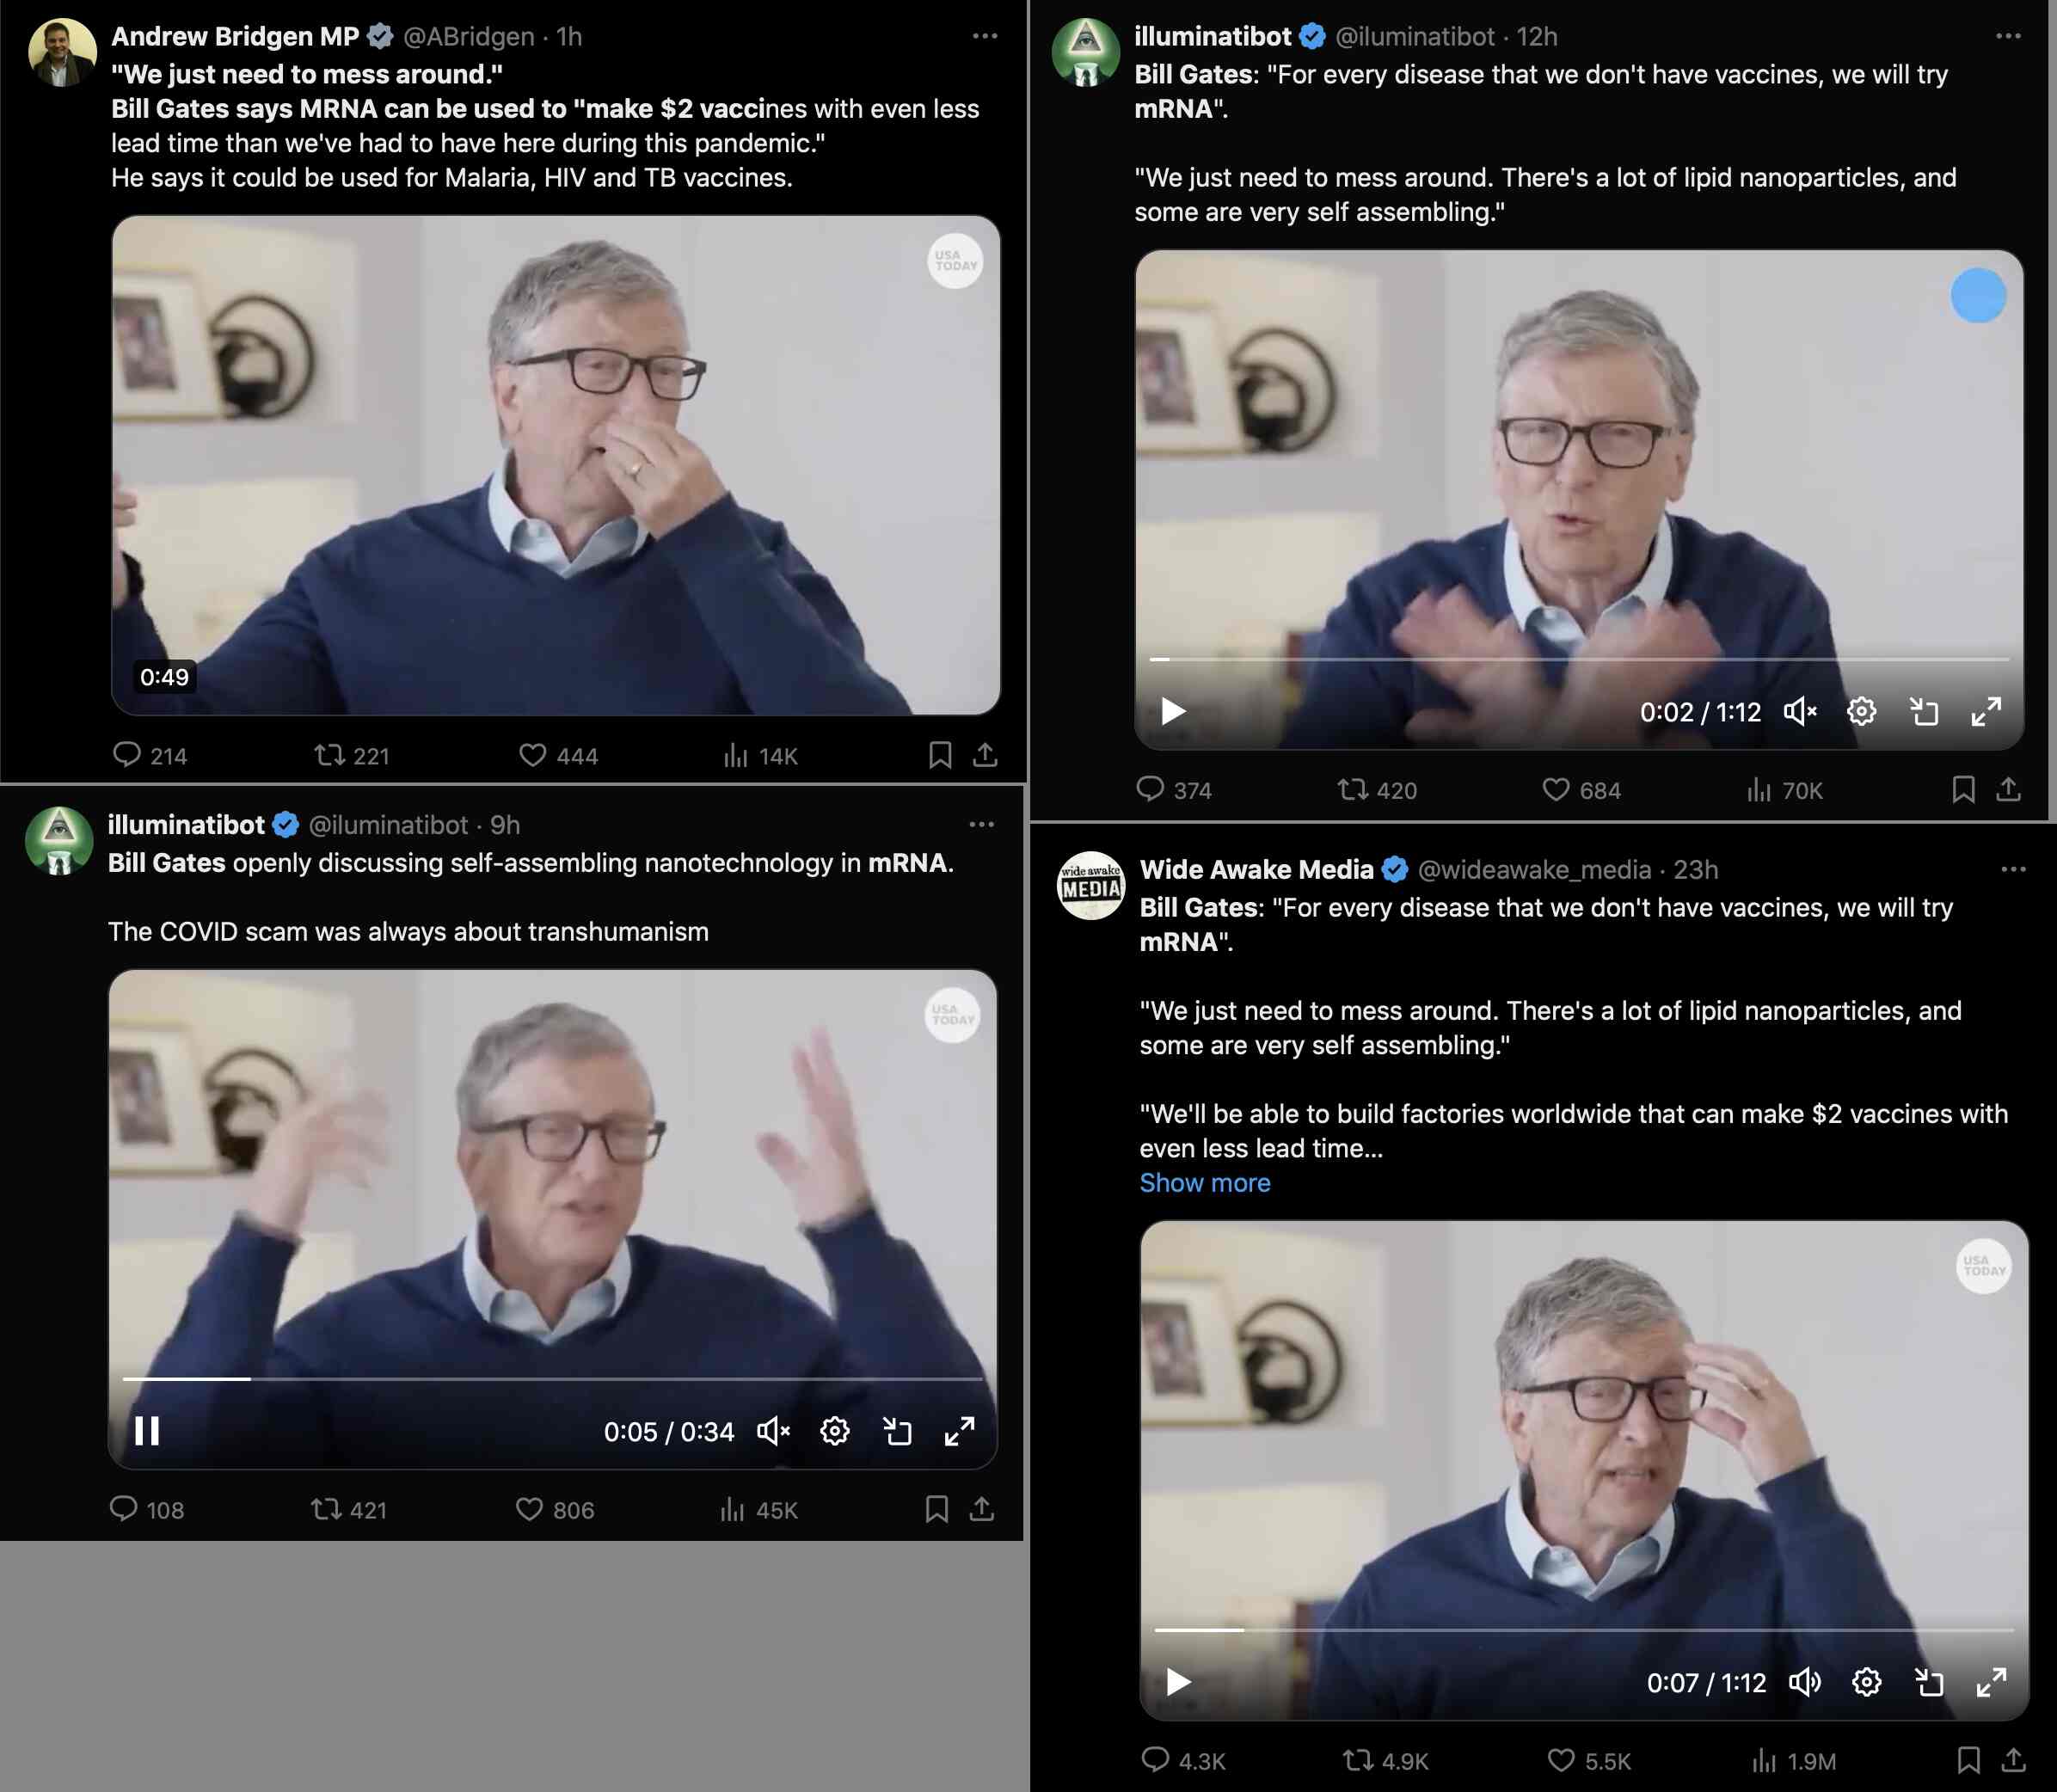 Andrew Bridgen MP @ABridgen · 1h
"We just need to mess around."
Bill Gates says MRNA can be used to "make $2 vaccines with even less
lead time than we've had to have here during this pandemic."
He says it could be used for Malaria, HIV and TB vaccines.
USA
TODAY
0:49
214 221 444 14K
illuminatibot @iluminatibot · 12h
Bill Gates: "For every disease that we don't have vaccines, we will try
mRNA".
"We just need to mess around. There's a lot of lipid nanoparticles, and
some are very self assembling."
0:02 / 1:12
374 420 684 70K
illuminatibot @iluminatibot · 9h
Bill Gates openly discussing self-assembling nanotechnology in mRNA.
The COVID scam was always about transhumanism
USA
TODAY
0:05 / 0:34
108 421 806 45K
wide awake
MEDIA
Wide Awake Media @wideawake_media · 23h
Bill Gates: "For every disease that we don't have vaccines, we will try
mRNA".
"We just need to mess around. There's a lot of lipid nanoparticles, and
some are very self assembling."
"We'll be able to build factories worldwide that can make $2 vaccines with
even less lead time...
Show more
USA
TODAY
0:07 / 1:12
4.3K 4.9K 5.5K 1.9M